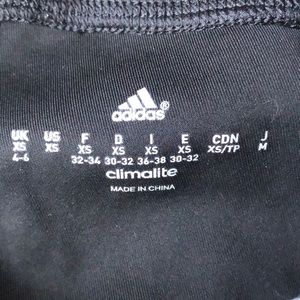 adidas®
UK US F D I E CDN J
XS XS XS XS XS XS XS/TP M
4-6 32-34 30-32 36-38 30-32
climalite
MADE IN CHINA